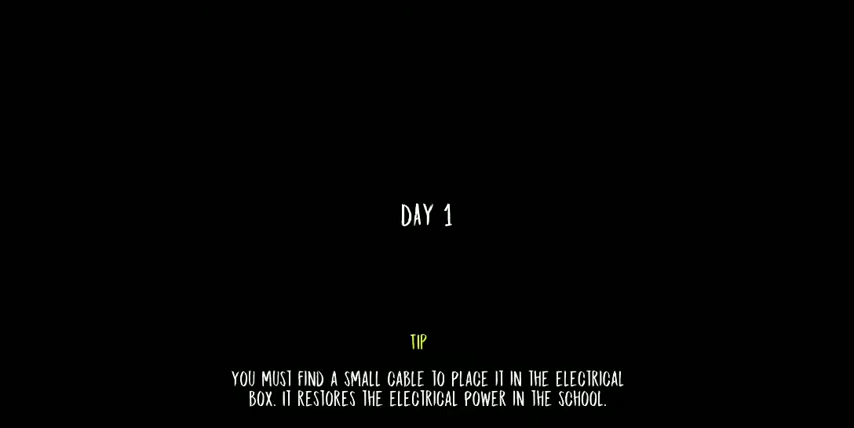 DAY 1
TIP
YOU MUST FIND A SMALL CABLE TO PLACE IT IN THE ELECTRICAL
BOX. IT RESTORES THE ELECTRICAL POWER IN THE SCHOOL.